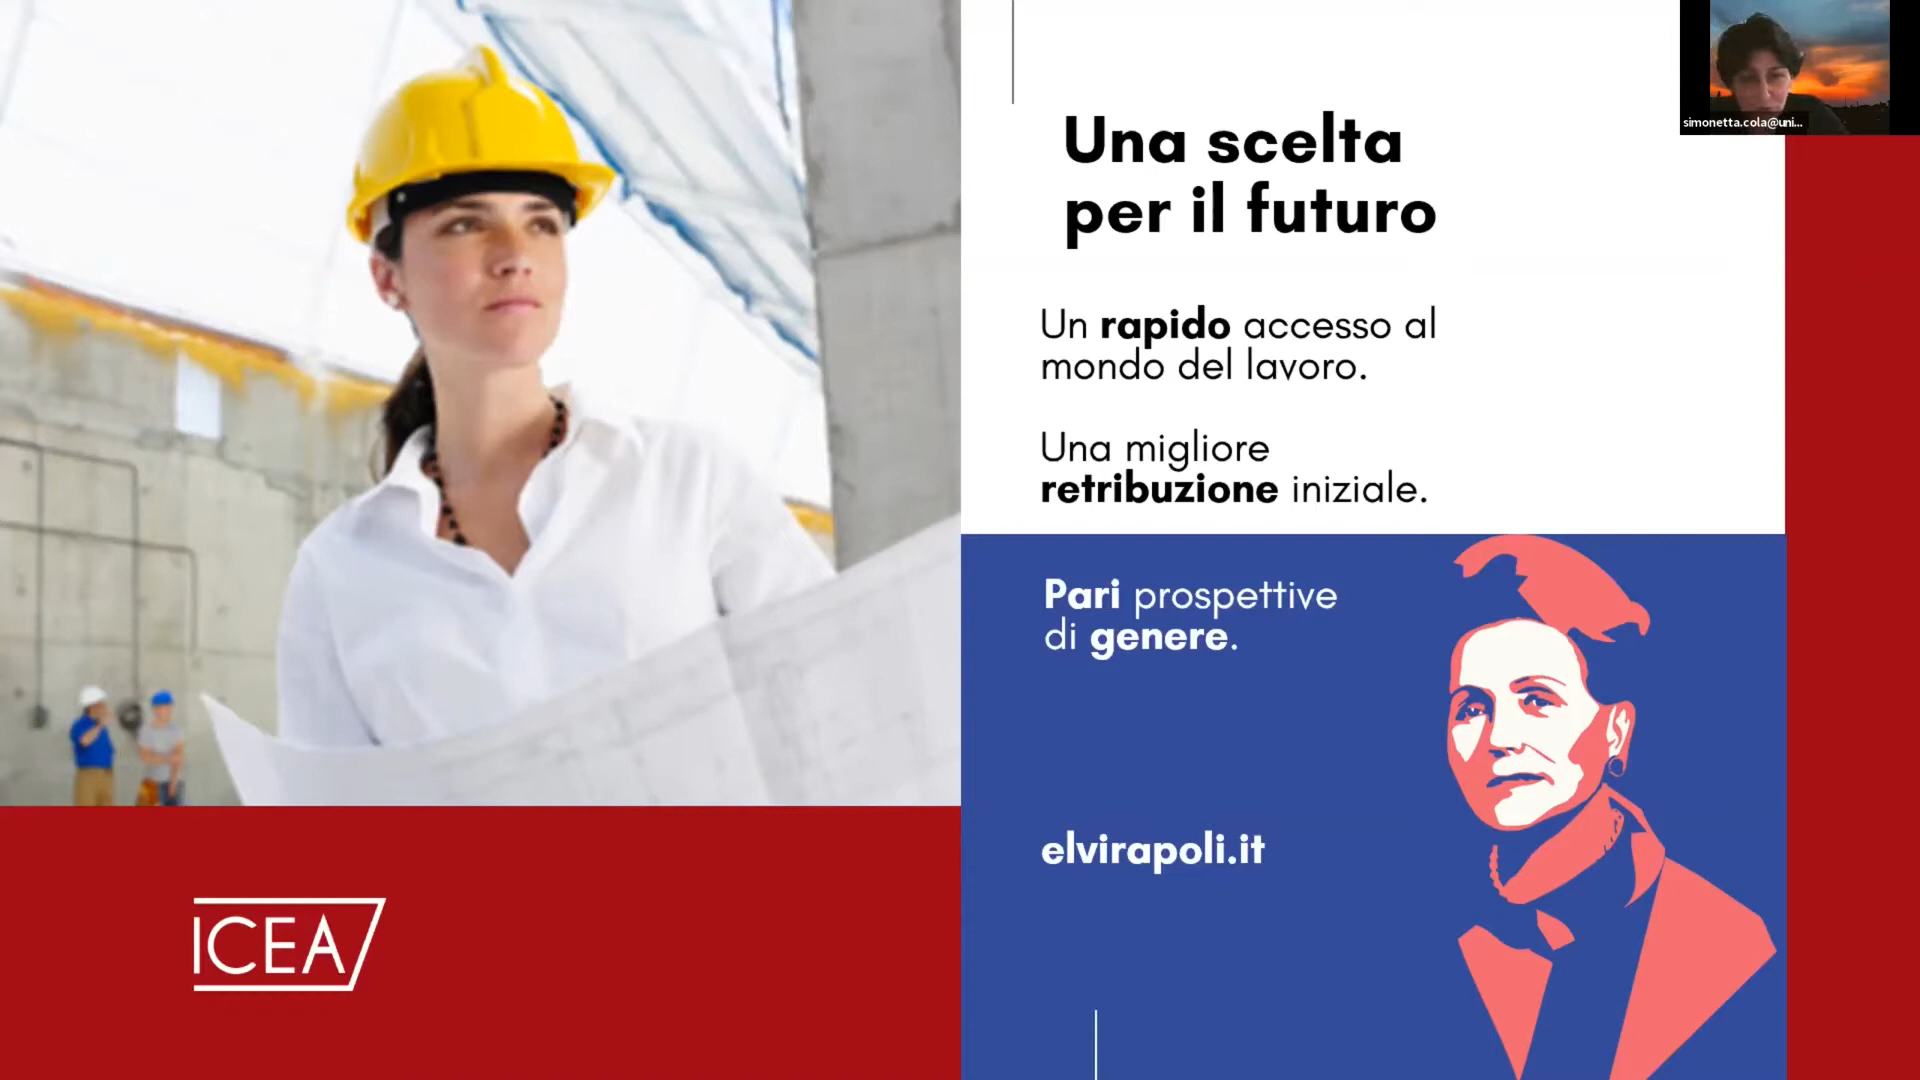 Una scelta
per il futuro
Un rapido accesso al
mondo del lavoro.
Una migliore
retribuzione iniziale.
Pari prospettive
di genere.
elvirapoli.it
ICEA
simonetta.cola@uni...